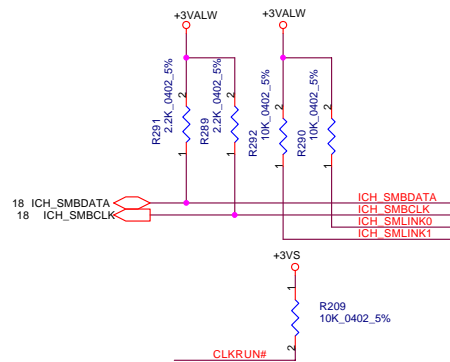 +3VALW
+3VALW
2
2
2
2
R291
2.2K_0402_5%
R289
2.2K_0402_5%
R292
10K_0402_5%
R290
10K_0402_5%
1
1
1
1
18 ICH_SMBDATA
ICH_SMBDATA
18 ICH_SMBCLK
ICH_SMBCLK
ICH_SMLINK0
ICH_SMLINK1
+3VS
1
R209
10K_0402_5%
2
CLKRUN#